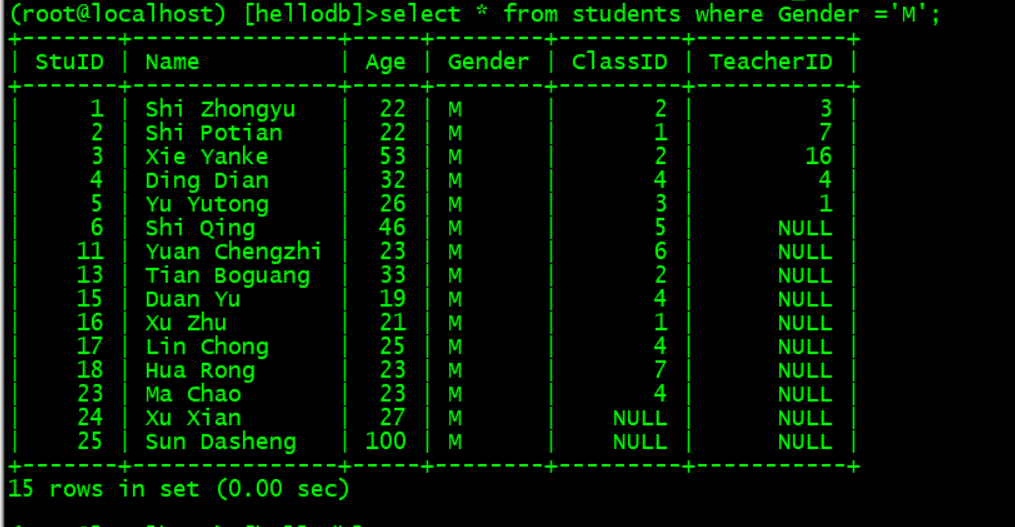 (root@localhost) [hellodb]>select * from students where Gender ='M';
+-------+---------------+-----+--------+---------+-----------+
| StuID | Name          | Age | Gender | ClassID | TeacherID |
+-------+---------------+-----+--------+---------+-----------+
|     1 | Shi Zhongyu   |  22 | M      |       2 |         3 |
|     2 | Shi Potian    |  22 | M      |       1 |         7 |
|     3 | Xie Yanke     |  53 | M      |       2 |        16 |
|     4 | Ding Dian     |  32 | M      |       4 |         4 |
|     5 | Yu Yutong     |  26 | M      |       3 |         1 |
|     6 | Shi Qing      |  46 | M      |       5 |      NULL |
|    11 | Yuan Chengzhi |  23 | M      |       6 |      NULL |
|    13 | Tian Boguang  |  33 | M      |       2 |      NULL |
|    15 | Duan Yu       |  19 | M      |       4 |      NULL |
|    16 | Xu Zhu        |  21 | M      |       1 |      NULL |
|    17 | Lin Chong     |  25 | M      |       4 |      NULL |
|    18 | Hua Rong      |  23 | M      |       7 |      NULL |
|    23 | Ma Chao       |  23 | M      |       4 |      NULL |
|    24 | Xu Xian       |  27 | M      |    NULL |      NULL |
|    25 | Sun Dasheng   | 100 | M      |    NULL |      NULL |
+-------+---------------+-----+--------+---------+-----------+
15 rows in set (0.00 sec)